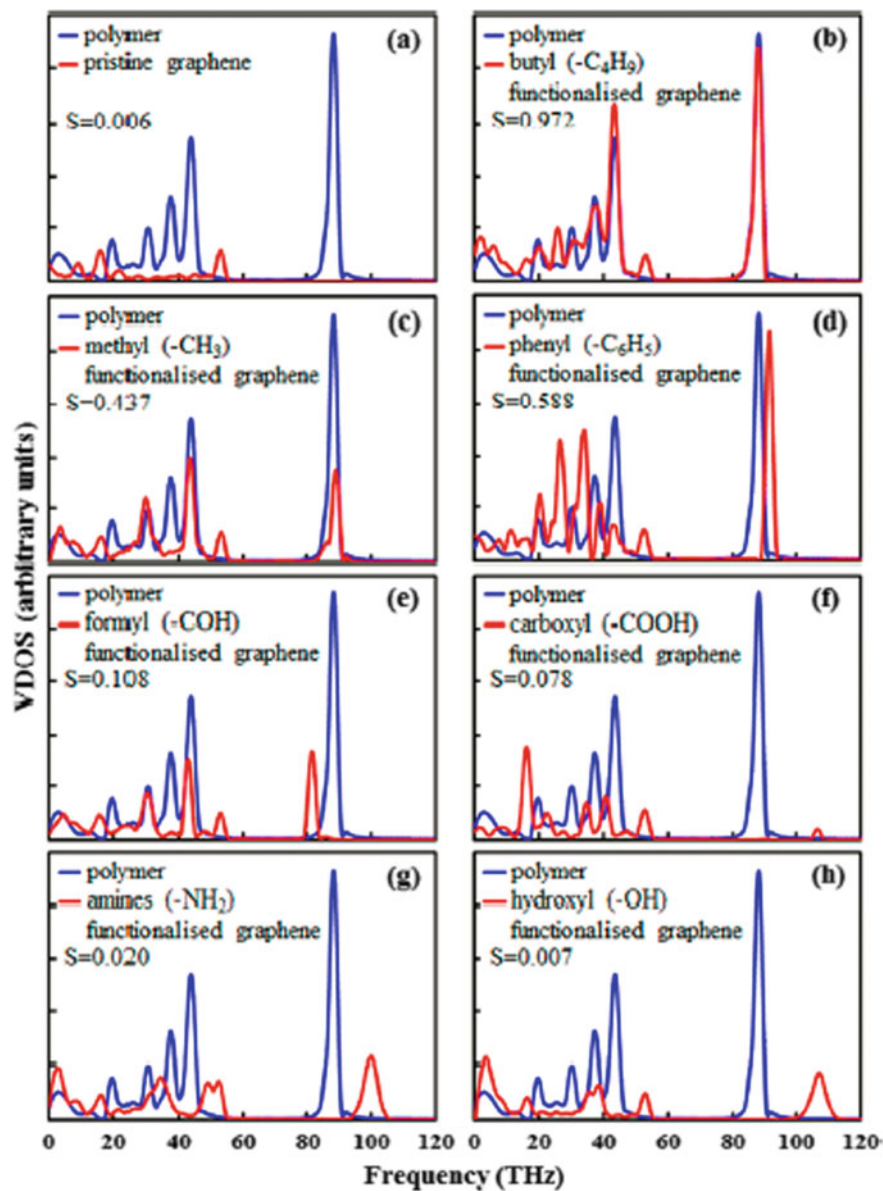 polymer
pristine graphene
S=0.006
(a)
polymer
butyl (-C₄H₉)
functionalised graphene
S=0.972
(b)
polymer
methyl (-CH₃)
functionalised graphene
S=0.437
(c)
polymer
phenyl (-C₆H₅)
functionalised graphene
S=0.588
(d)
polymer
formyl (-COH)
functionalised graphene
S=0.108
(e)
polymer
carboxyl (-COOH)
functionalised graphene
S=0.078
(f)
polymer
amines (-NH₂)
functionalised graphene
S=0.020
(g)
polymer
hydroxyl (-OH)
functionalised graphene
S=0.007
(h)
VDOS (arbitrary units)
0 20 40 60 80 100 120 0 20 40 60 80 100 120
Frequency (THz)